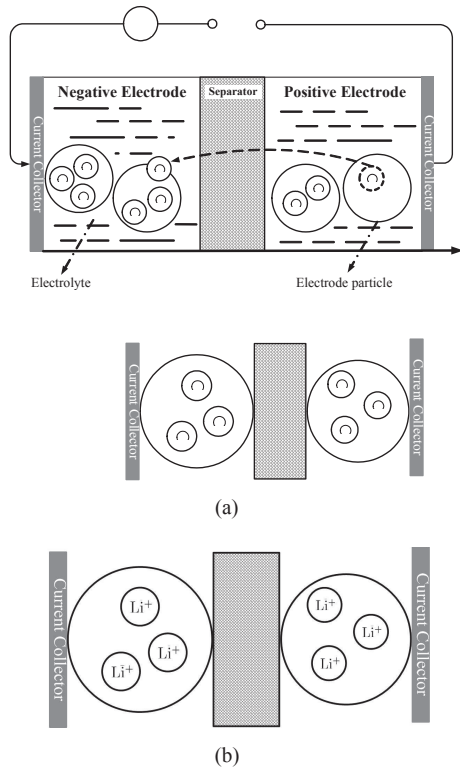 Negative Electrode
Separator
Positive Electrode
Current Collector
Current Collector
Electrolyte
Electrode particle
Current Collector
Current Collector
(a)
Current Collector
Li+
Li+
Li+
Li+
Li+
Li+
Current Collector
(b)